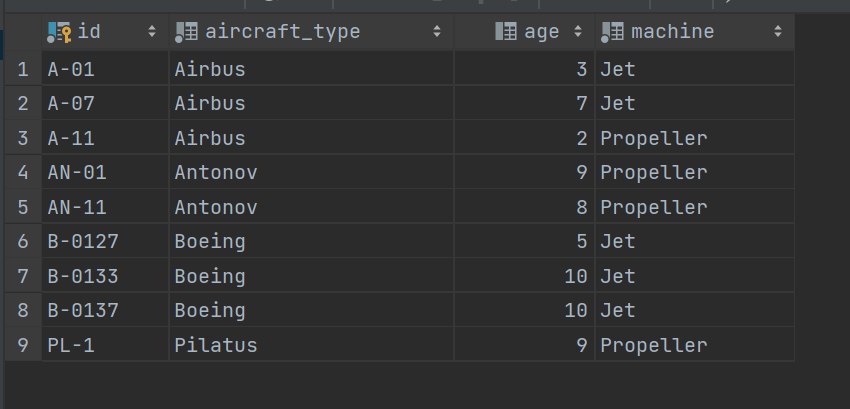 id aircraft_type age machine
1 A-01 Airbus 3 Jet
2 A-07 Airbus 7 Jet
3 A-11 Airbus 2 Propeller
4 AN-01 Antonov 9 Propeller
5 AN-11 Antonov 8 Propeller
6 B-0127 Boeing 5 Jet
7 B-0133 Boeing 10 Jet
8 B-0137 Boeing 10 Jet
9 PL-1 Pilatus 9 Propeller